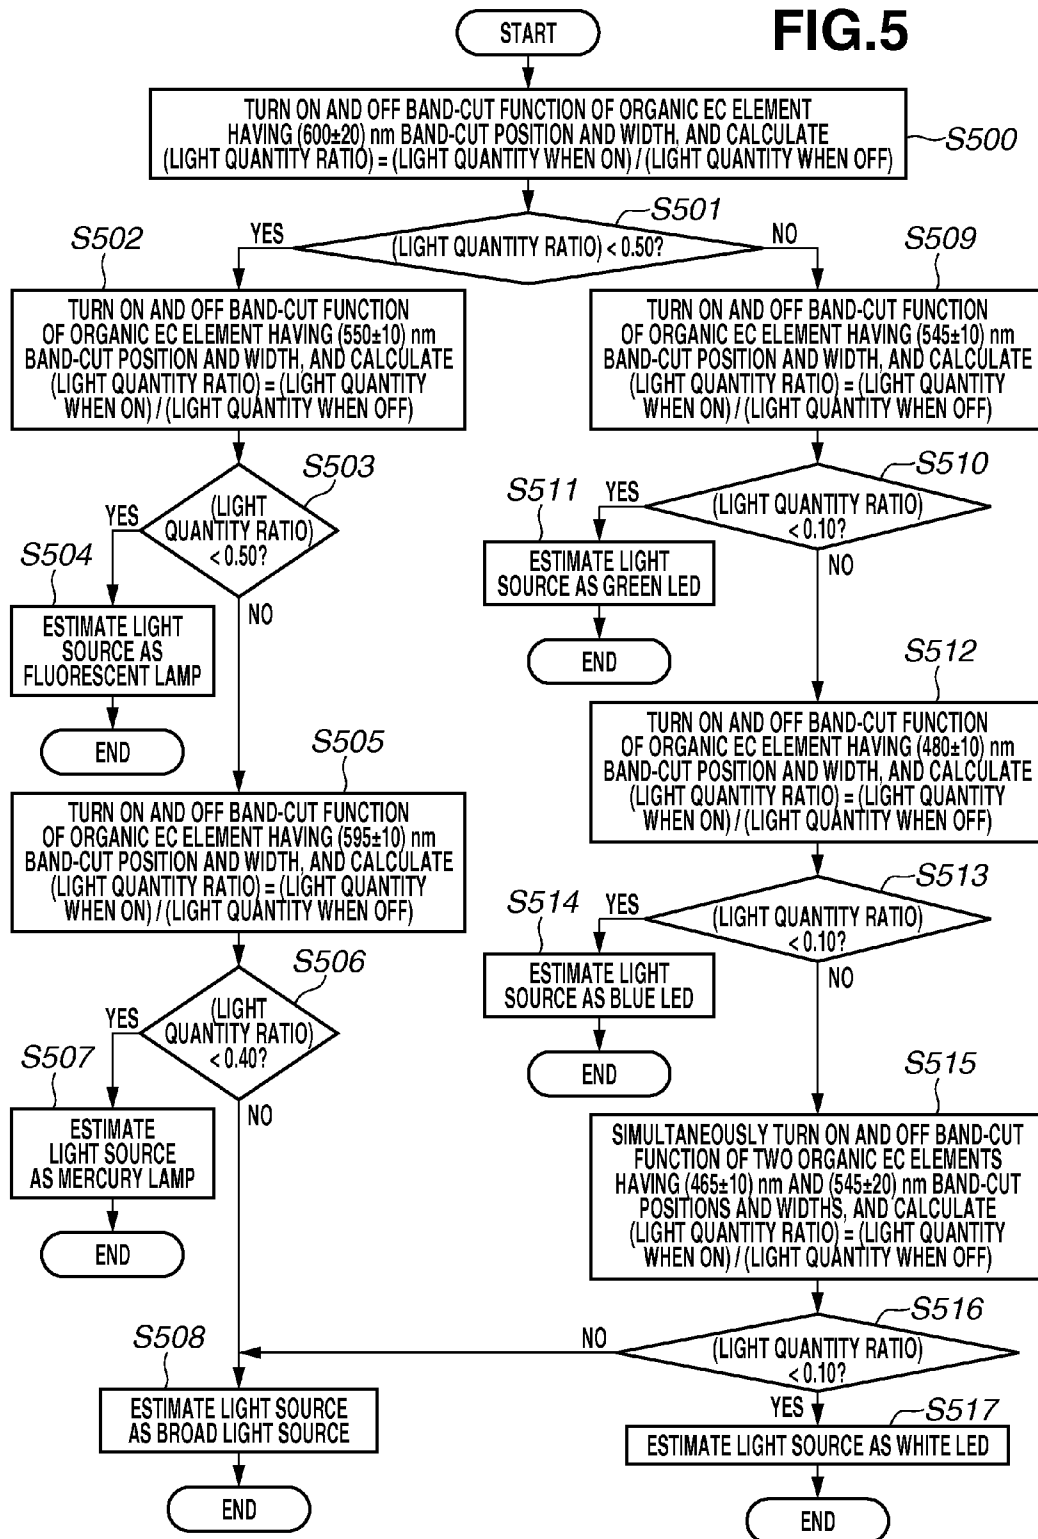 FIG.5
START
TURN ON AND OFF BAND-CUT FUNCTION OF ORGANIC EC ELEMENT
HAVING (600±20) nm BAND-CUT POSITION AND WIDTH, AND CALCULATE
(LIGHT QUANTITY RATIO) = (LIGHT QUANTITY WHEN ON) / (LIGHT QUANTITY WHEN OFF)
S500
S501
(LIGHT QUANTITY RATIO) < 0.50?
YES
NO
S502
TURN ON AND OFF BAND-CUT FUNCTION
OF ORGANIC EC ELEMENT HAVING (550±10) nm
BAND-CUT POSITION AND WIDTH, AND CALCULATE
(LIGHT QUANTITY RATIO) = (LIGHT QUANTITY
WHEN ON) / (LIGHT QUANTITY WHEN OFF)
S503
(LIGHT
QUANTITY RATIO)
< 0.50?
YES
NO
S504
ESTIMATE LIGHT
SOURCE AS
FLUORESCENT LAMP
END
S505
TURN ON AND OFF BAND-CUT FUNCTION
OF ORGANIC EC ELEMENT HAVING (595±10) nm
BAND-CUT POSITION AND WIDTH, AND CALCULATE
(LIGHT QUANTITY RATIO) = (LIGHT QUANTITY
WHEN ON) / (LIGHT QUANTITY WHEN OFF)
S506
(LIGHT
QUANTITY RATIO)
< 0.40?
YES
NO
S507
ESTIMATE
LIGHT SOURCE
AS MERCURY LAMP
END
S508
ESTIMATE LIGHT SOURCE
AS BROAD LIGHT SOURCE
END
S509
TURN ON AND OFF BAND-CUT FUNCTION
OF ORGANIC EC ELEMENT HAVING (545±10) nm
BAND-CUT POSITION AND WIDTH, AND CALCULATE
(LIGHT QUANTITY RATIO) = (LIGHT QUANTITY
WHEN ON) / (LIGHT QUANTITY WHEN OFF)
S510
(LIGHT QUANTITY RATIO)
< 0.10?
YES
NO
S511
ESTIMATE LIGHT
SOURCE AS GREEN LED
END
S512
TURN ON AND OFF BAND-CUT FUNCTION
OF ORGANIC EC ELEMENT HAVING (480±10) nm
BAND-CUT POSITION AND WIDTH, AND CALCULATE
(LIGHT QUANTITY RATIO) = (LIGHT QUANTITY
WHEN ON) / (LIGHT QUANTITY WHEN OFF)
S513
(LIGHT QUANTITY RATIO)
< 0.10?
YES
NO
S514
ESTIMATE LIGHT
SOURCE AS BLUE LED
END
S515
SIMULTANEOUSLY TURN ON AND OFF BAND-CUT
FUNCTION OF TWO ORGANIC EC ELEMENTS
HAVING (465±10) nm AND (545±20) nm BAND-CUT
POSITIONS AND WIDTHS, AND CALCULATE
(LIGHT QUANTITY RATIO) = (LIGHT QUANTITY
WHEN ON) / (LIGHT QUANTITY WHEN OFF)
S516
(LIGHT QUANTITY RATIO)
< 0.10?
NO
YES
S517
ESTIMATE LIGHT SOURCE AS WHITE LED
END